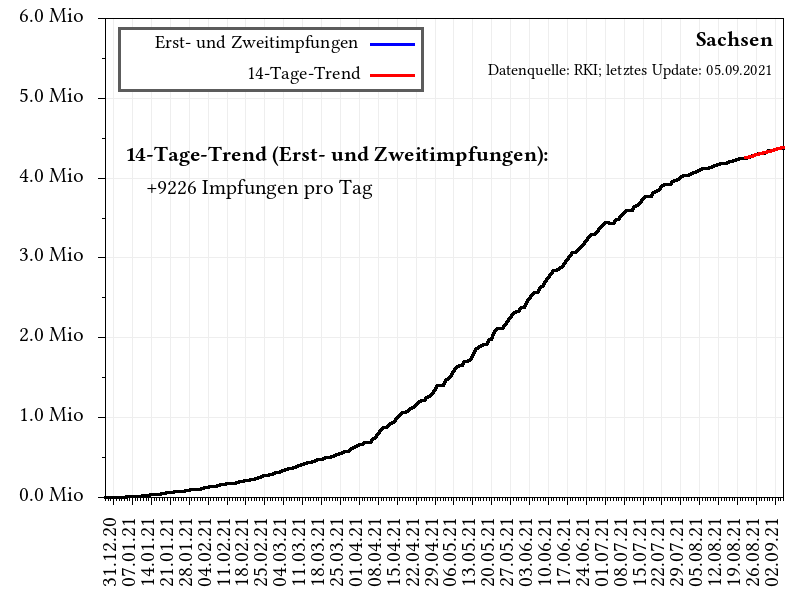 6.0 Mio
5.0 Mio
4.0 Mio
3.0 Mio
2.0 Mio
1.0 Mio
0.0 Mio
Erst- und Zweitimpfungen
14-Tage-Trend
Sachsen
Datenquelle: RKI; letztes Update: 05.09.2021
14-Tage-Trend (Erst- und Zweitimpfungen):
+9226 Impfungen pro Tag
31.12.20
07.01.21
14.01.21
21.01.21
28.01.21
04.02.21
11.02.21
18.02.21
25.02.21
04.03.21
11.03.21
18.03.21
25.03.21
01.04.21
08.04.21
15.04.21
22.04.21
29.04.21
06.05.21
13.05.21
20.05.21
27.05.21
03.06.21
10.06.21
17.06.21
24.06.21
01.07.21
08.07.21
15.07.21
22.07.21
29.07.21
05.08.21
12.08.21
19.08.21
26.08.21
02.09.21